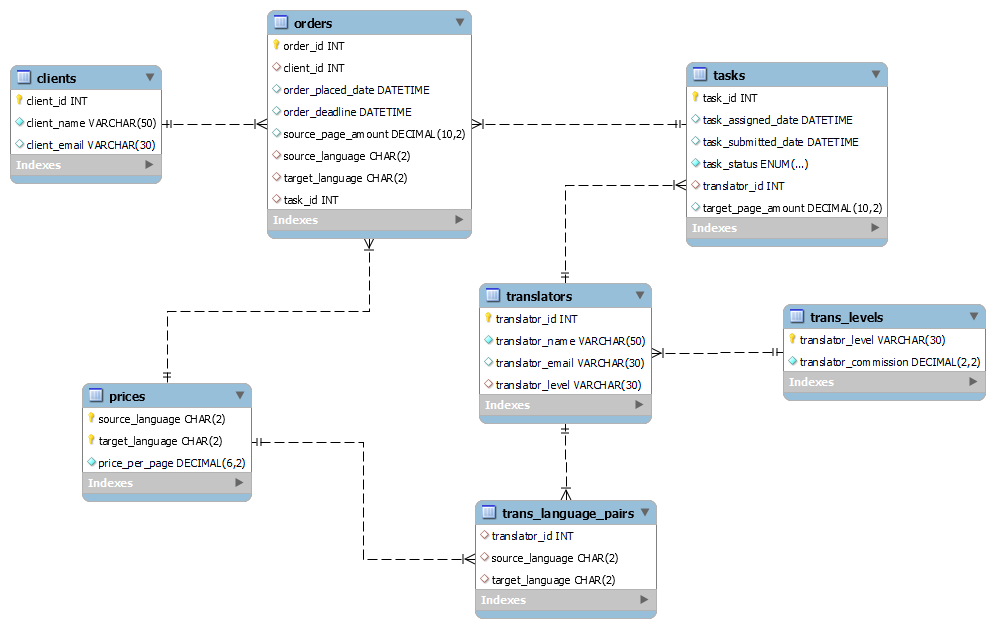 orders
order_id INT
client_id INT
order_placed_date DATETIME
order_deadline DATETIME
source_page_amount DECIMAL(10,2)
source_language CHAR(2)
target_language CHAR(2)
task_id INT
Indexes
clients
client_id INT
client_name VARCHAR(50)
client_email VARCHAR(30)
Indexes
tasks
task_id INT
task_assigned_date DATETIME
task_submitted_date DATETIME
task_status ENUM(...)
translator_id INT
target_page_amount DECIMAL(10,2)
Indexes
translators
translator_id INT
translator_name VARCHAR(50)
translator_email VARCHAR(30)
translator_level VARCHAR(30)
Indexes
trans_levels
translator_level VARCHAR(30)
translator_commission DECIMAL(2,2)
Indexes
prices
source_language CHAR(2)
target_language CHAR(2)
price_per_page DECIMAL(6,2)
Indexes
trans_language_pairs
translator_id INT
source_language CHAR(2)
target_language CHAR(2)
Indexes